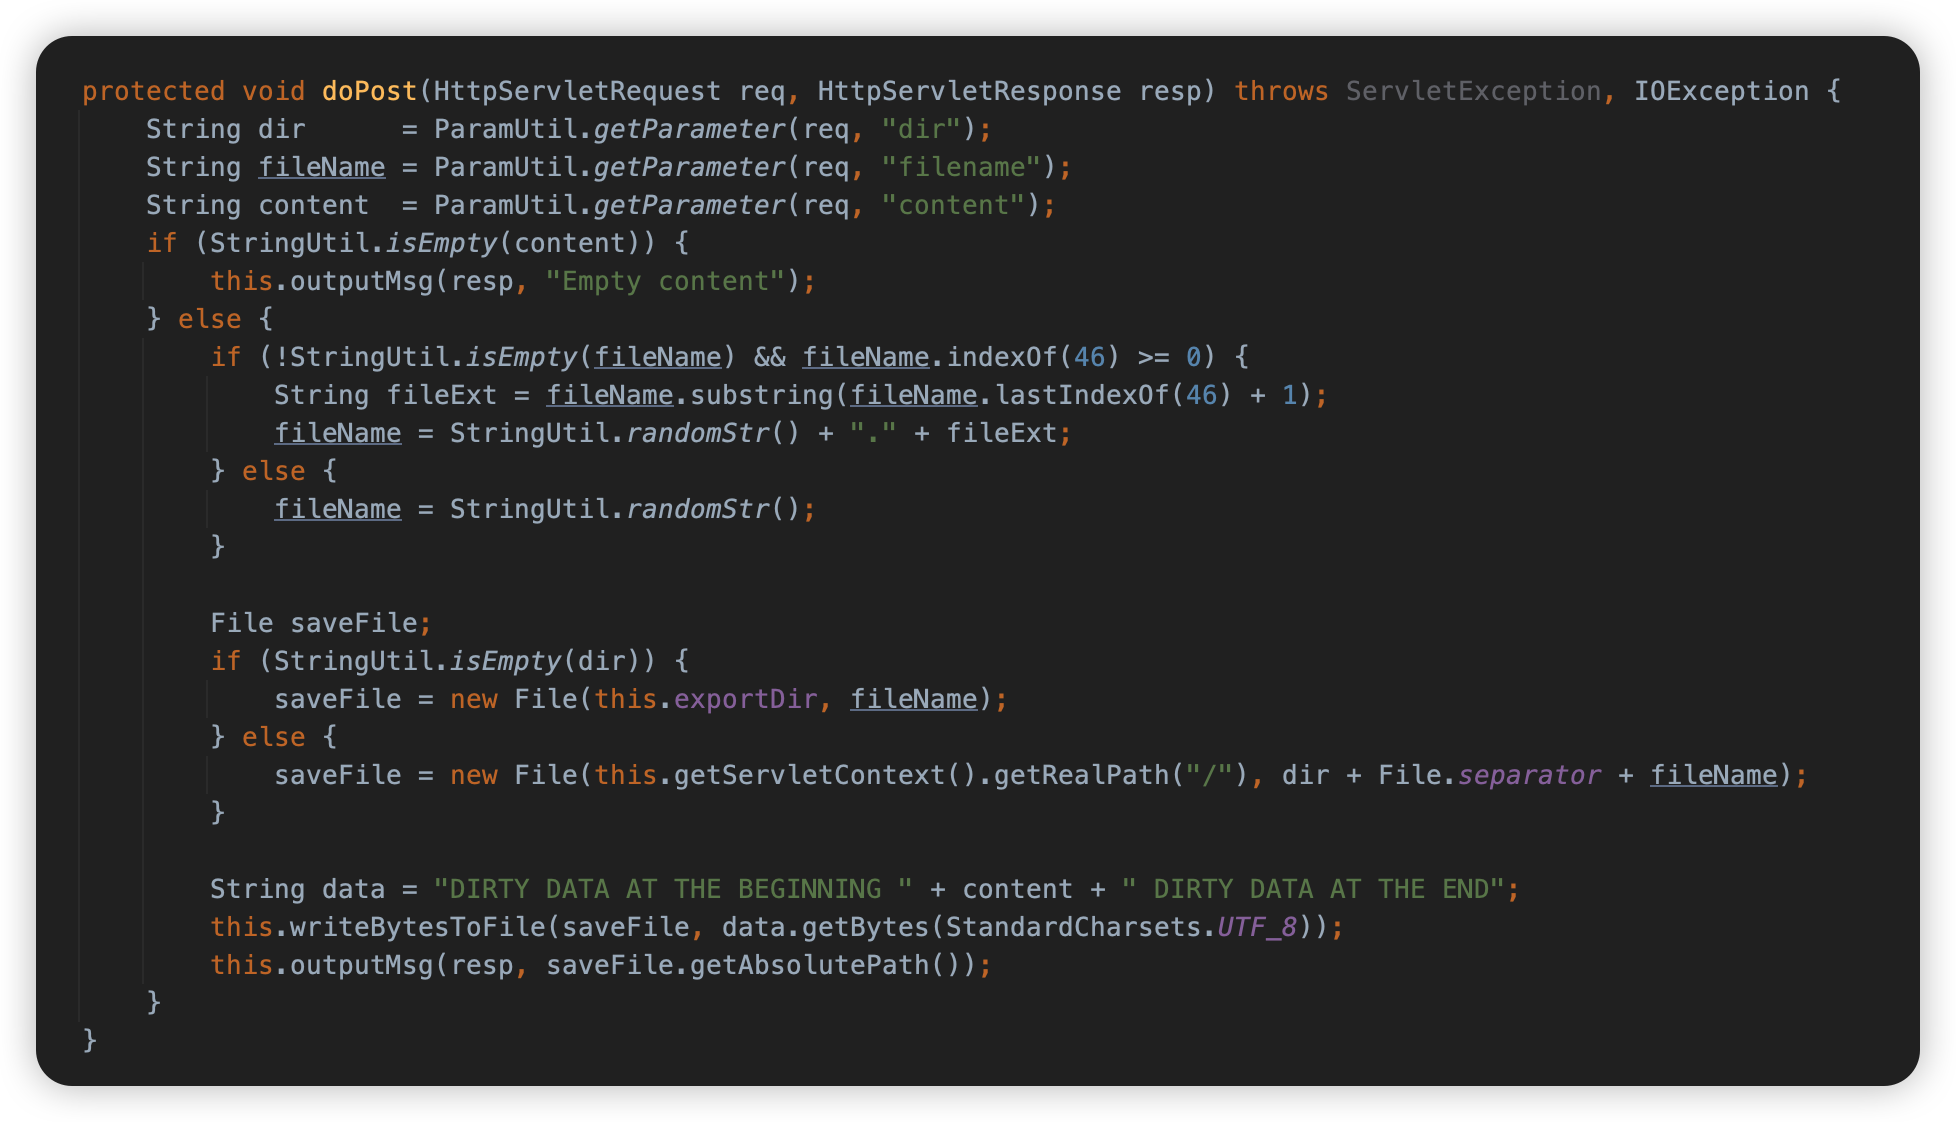 protected void doPost(HttpServletRequest req, HttpServletResponse resp) throws ServletException, IOException {
    String dir      = ParamUtil.getParameter(req, "dir");
    String fileName = ParamUtil.getParameter(req, "filename");
    String content  = ParamUtil.getParameter(req, "content");
    if (StringUtil.isEmpty(content)) {
        this.outputMsg(resp, "Empty content");
    } else {
        if (!StringUtil.isEmpty(fileName) && fileName.indexOf(46) >= 0) {
            String fileExt = fileName.substring(fileName.lastIndexOf(46) + 1);
            fileName = StringUtil.randomStr() + "." + fileExt;
        } else {
            fileName = StringUtil.randomStr();
        }

        File saveFile;
        if (StringUtil.isEmpty(dir)) {
            saveFile = new File(this.exportDir, fileName);
        } else {
            saveFile = new File(this.getServletContext().getRealPath("/"), dir + File.separator + fileName);
        }

        String data = "DIRTY DATA AT THE BEGINNING " + content + " DIRTY DATA AT THE END";
        this.writeBytesToFile(saveFile, data.getBytes(StandardCharsets.UTF_8));
        this.outputMsg(resp, saveFile.getAbsolutePath());
    }
}